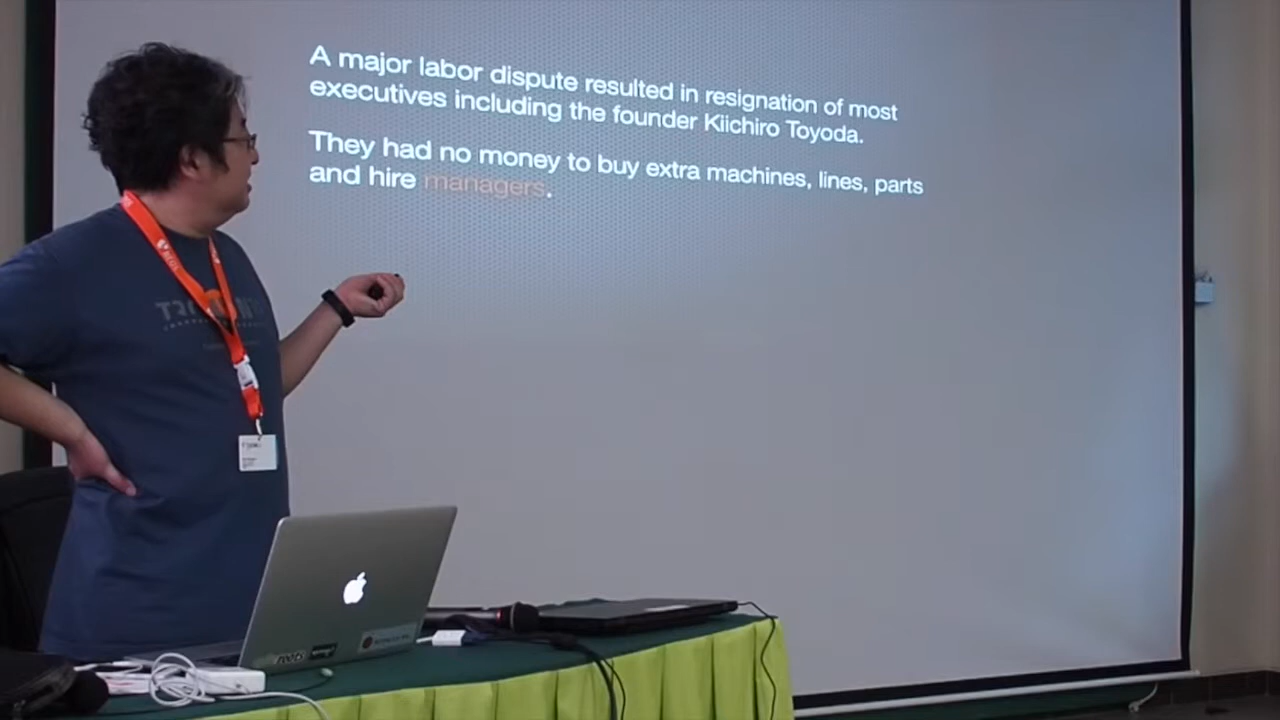 A major labor dispute resulted in resignation of most
executives including the founder Kiichiro Toyoda.
They had no money to buy extra machines, lines, parts
and hire managers.
roots